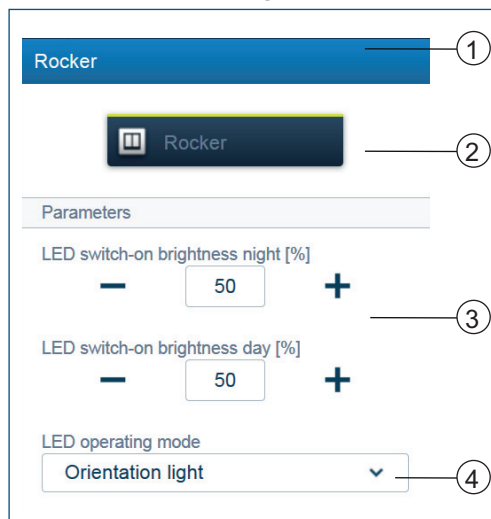 Rocker
1
Rocker
2
Parameters
LED switch-on brightness night [%]
50
3
LED switch-on brightness day [%]
50
LED operating mode
Orientation light
4